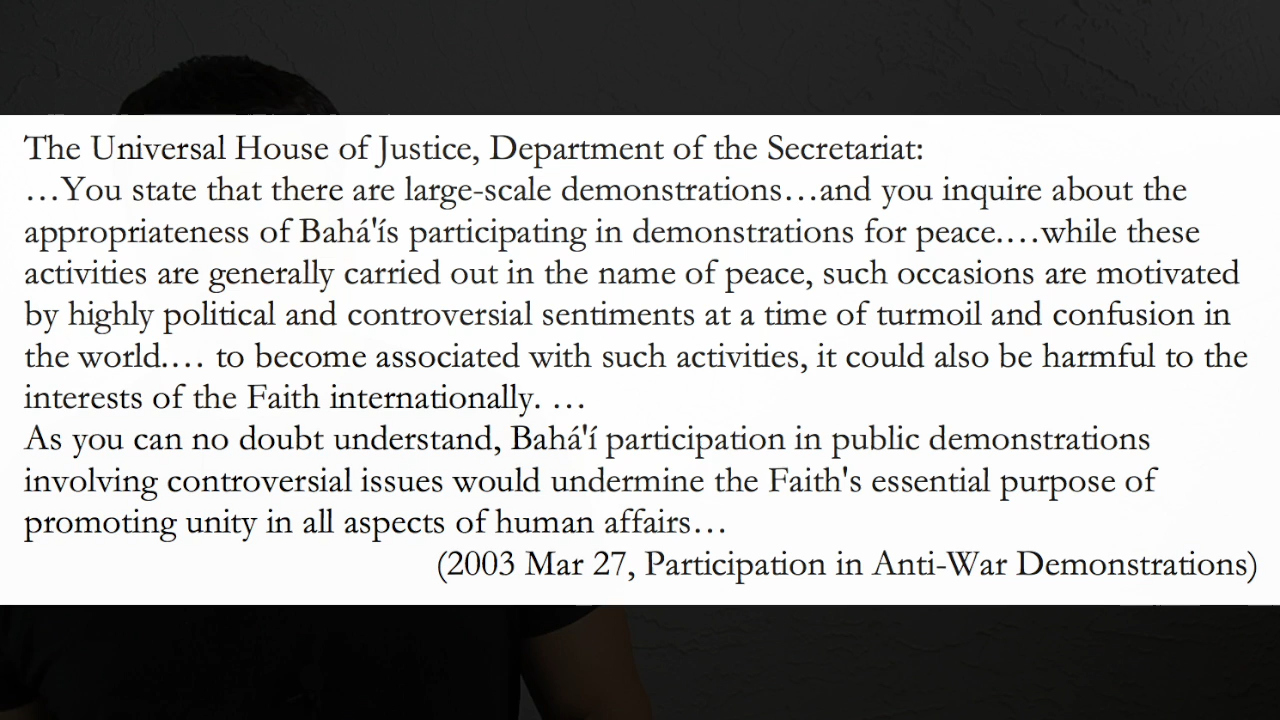 The Universal House of Justice, Department of the Secretariat:
…You state that there are large-scale demonstrations…and you inquire about the
appropriateness of Bahá'ís participating in demonstrations for peace.…while these
activities are generally carried out in the name of peace, such occasions are motivated
by highly political and controversial sentiments at a time of turmoil and confusion in
the world.… to become associated with such activities, it could also be harmful to the
interests of the Faith internationally. …
As you can no doubt understand, Bahá'í participation in public demonstrations
involving controversial issues would undermine the Faith's essential purpose of
promoting unity in all aspects of human affairs…
(2003 Mar 27, Participation in Anti-War Demonstrations)